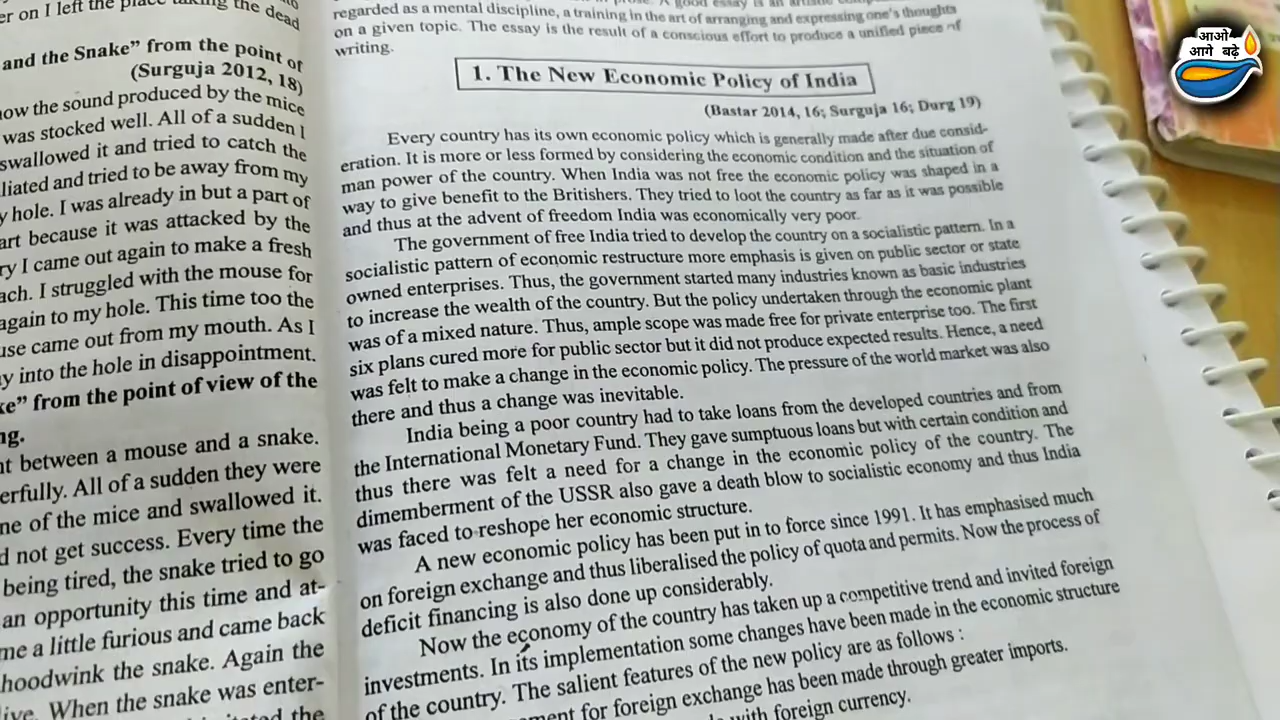 er on I left the place taking the dead
and the Snake” from the point of
(Surguja 2012, 18)
now the sound produced by the mice
was stocked well. All of a sudden I
swallowed it and tried to catch the
liated and tried to be away from my
y hole. I was already in but a part of
art because it was attacked by the
ry I came out again to make a fresh
ach. I struggled with the mouse for
again to my hole. This time too the
use came out from my mouth. As I
y into the hole in disappointment.
ke” from the point of view of the
ng.
nt between a mouse and a snake.
erfully. All of a sudden they were
ne of the mice and swallowed it.
d not get success. Every time the
being tired, the snake tried to go
an opportunity this time and at-
me a little furious and came back
hoodwink the snake. Again the
live. When the snake was enter-
the
regarded as a mental discipline, a training in the art of arranging and expressing one's thoughts
on a given topic. The essay is the result of a conscious effort to produce a unified piece of
writing.
1. The New Economic Policy of India
(Bastar 2014, 16; Surguja 16; Durg 19)
Every country has its own economic policy which is generally made after due consid-
eration. It is more or less formed by considering the economic condition and the situation of
man power of the country. When India was not free the economic policy was shaped in a
way to give benefit to the Britishers. They tried to loot the country as far as it was possible
and thus at the advent of freedom India was economically very poor.
The government of free India tried to develop the country on a socialistic pattern. In a
socialistic pattern of economic restructure more emphasis is given on public sector or state
owned enterprises. Thus, the government started many industries known as basic industries
to increase the wealth of the country. But the policy undertaken through the economic plant
was of a mixed nature. Thus, ample scope was made free for private enterprise too. The first
six plans cured more for public sector but it did not produce expected results. Hence, a need
was felt to make a change in the economic policy. The pressure of the world market was also
there and thus a change was inevitable.
India being a poor country had to take loans from the developed countries and from
the International Monetary Fund. They gave sumptuous loans but with certain condition and
thus there was felt a need for a change in the economic policy of the country. The
dimemberment of the USSR also gave a death blow to socialistic economy and thus India
was faced to reshope her economic structure.
A new economic policy has been put in to force since 1991. It has emphasised much
on foreign exchange and thus liberalised the policy of quota and permits. Now the process of
deficit financing is also done up considerably.
Now the economy of the country has taken up a competitive trend and invited foreign
investments. In its implementation some changes have been made in the economic structure
of the country. The salient features of the new policy are as follows :
ment for foreign exchange has been made through greater imports.
with foreign currency.
आओ
आगे बढ़े